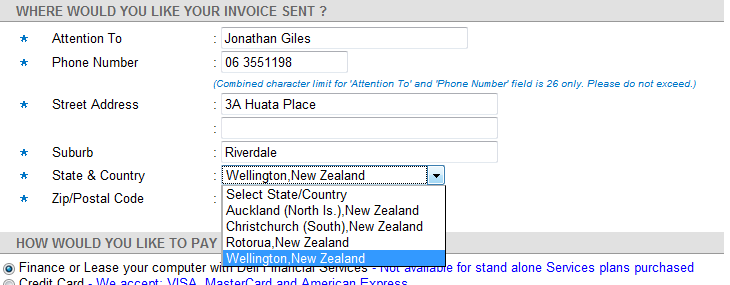 WHERE WOULD YOU LIKE YOUR INVOICE SENT ?
* Attention To : Jonathan Giles
* Phone Number : 06 3551198
(Combined character limit for 'Attention To' and 'Phone Number' field is 26 only. Please do not exceed.)
* Street Address : 3A Huata Place
:
* Suburb : Riverdale
* State & Country : Wellington,New Zealand
* Zip/Postal Code :
Select State/Country
Auckland (North Is.),New Zealand
Christchurch (South),New Zealand
Rotorua,New Zealand
Wellington,New Zealand
HOW WOULD YOU LIKE TO PAY
Finance or Lease your computer with Dell Financial Services - Not available for stand alone Services plans purchased
Credit Card - We accept: VISA, MasterCard and American Express